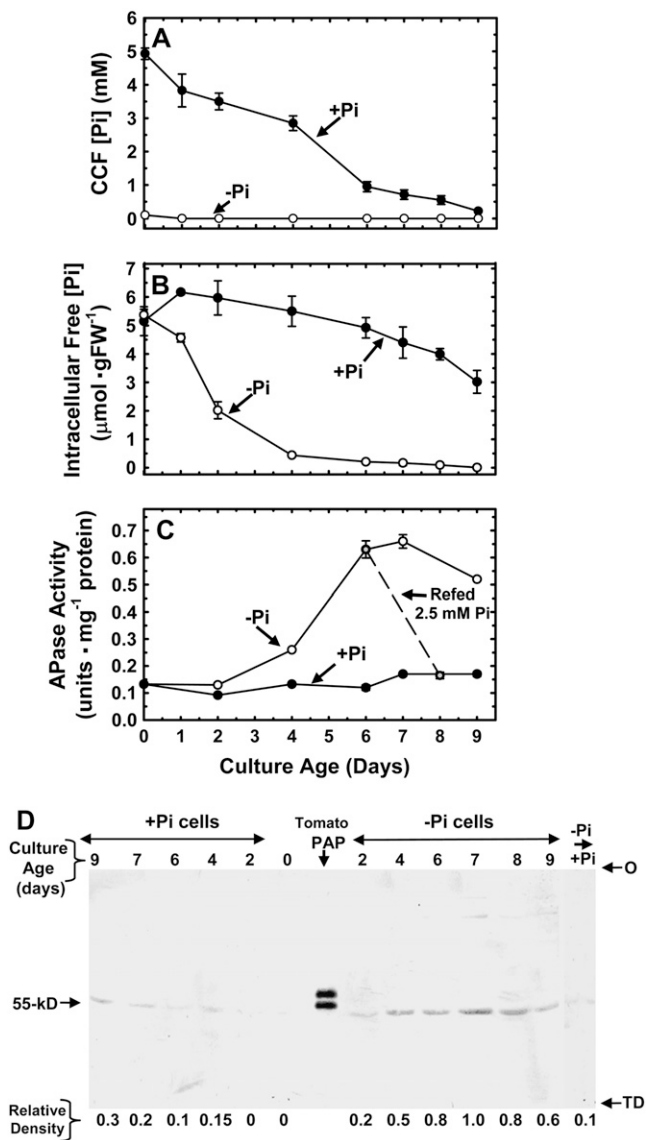 A
6
5
4
3
2
1
0
CCF [Pi] (mM)
+Pi
-Pi
B
7
6
5
4
3
2
1
0
Intracellular Free [Pi]
(μmol·gFW⁻¹)
-Pi
+Pi
C
0.7
0.6
0.5
0.4
0.3
0.2
0.1
0.0
APase Activity
(units · mg⁻¹ protein)
-Pi
+Pi
Refed
2.5 mM Pi
0 1 2 4 6 7 8 9
Culture Age (Days)
D
+Pi cells
Tomato
PAP
-Pi cells
-Pi
+Pi
Culture
Age
(days)
9 7 6 4 2 0 2 4 6 7 8 9
O
55-kD
TD
Relative
Density
0.3 0.2 0.1 0.15 0 0 0.2 0.5 0.8 1.0 0.8 0.6 0.1